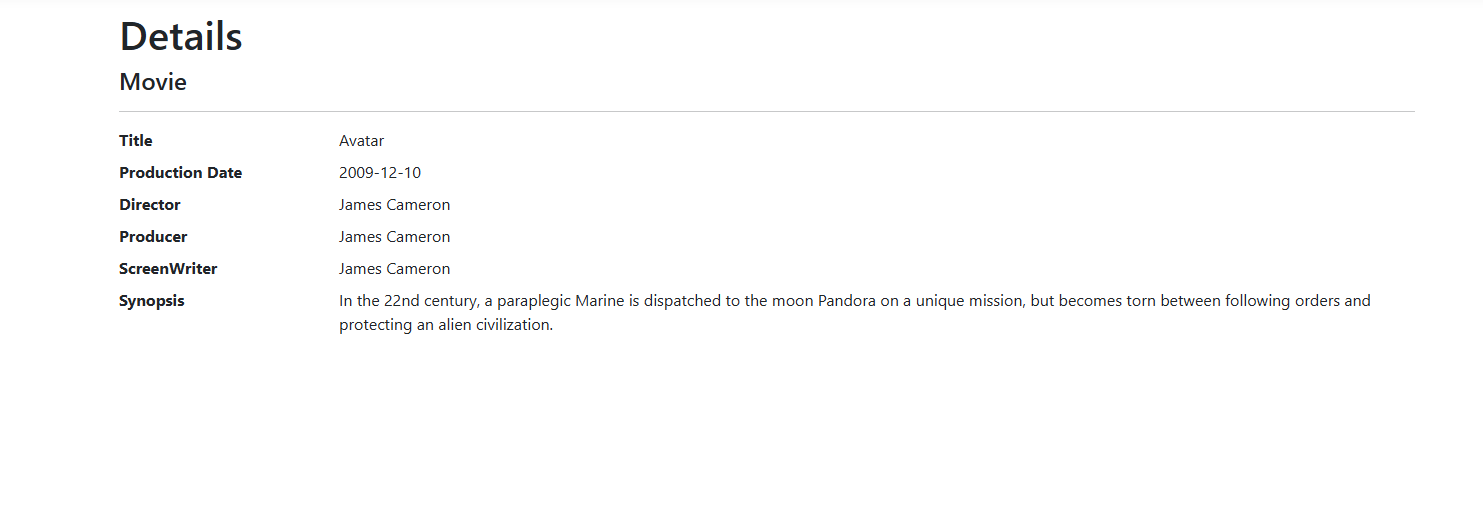 Details
Movie
Title Avatar
Production Date 2009-12-10
Director James Cameron
Producer James Cameron
ScreenWriter James Cameron
Synopsis In the 22nd century, a paraplegic Marine is dispatched to the moon Pandora on a unique mission, but becomes torn between following orders and
protecting an alien civilization.